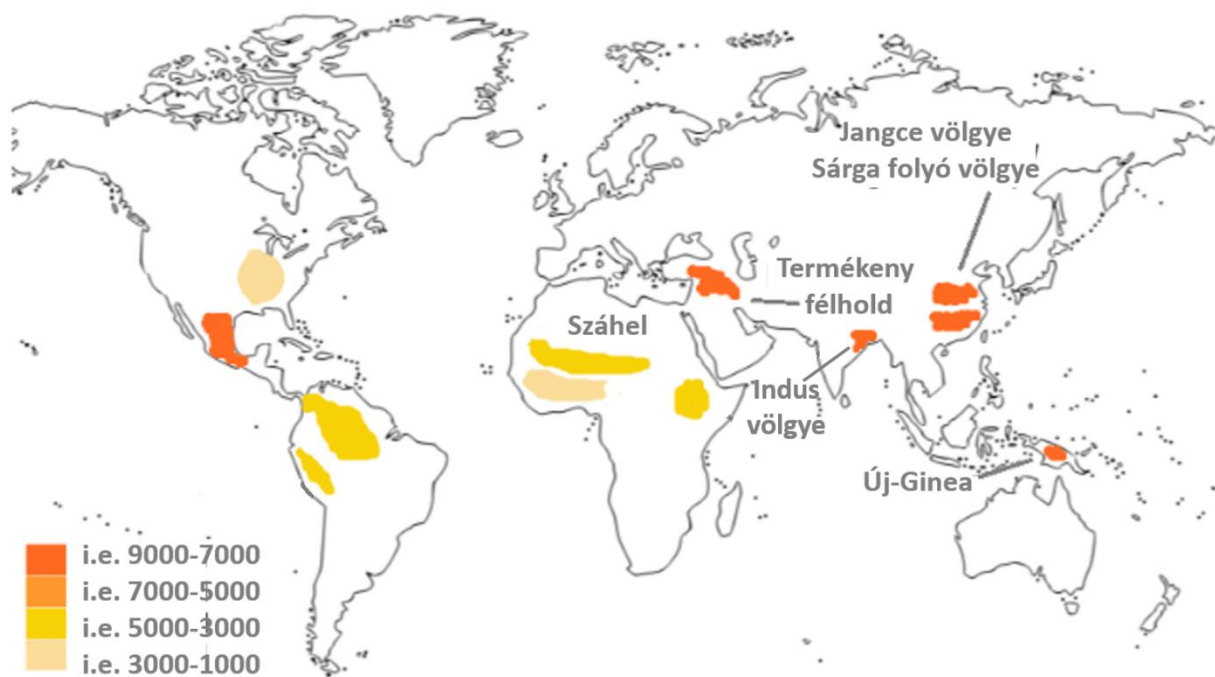 Jangce völgye
Sárga folyó völgye
Termékeny
félhold
Száhel
Indus
völgye
Új-Ginea
i.e. 9000-7000
i.e. 7000-5000
i.e. 5000-3000
i.e. 3000-1000